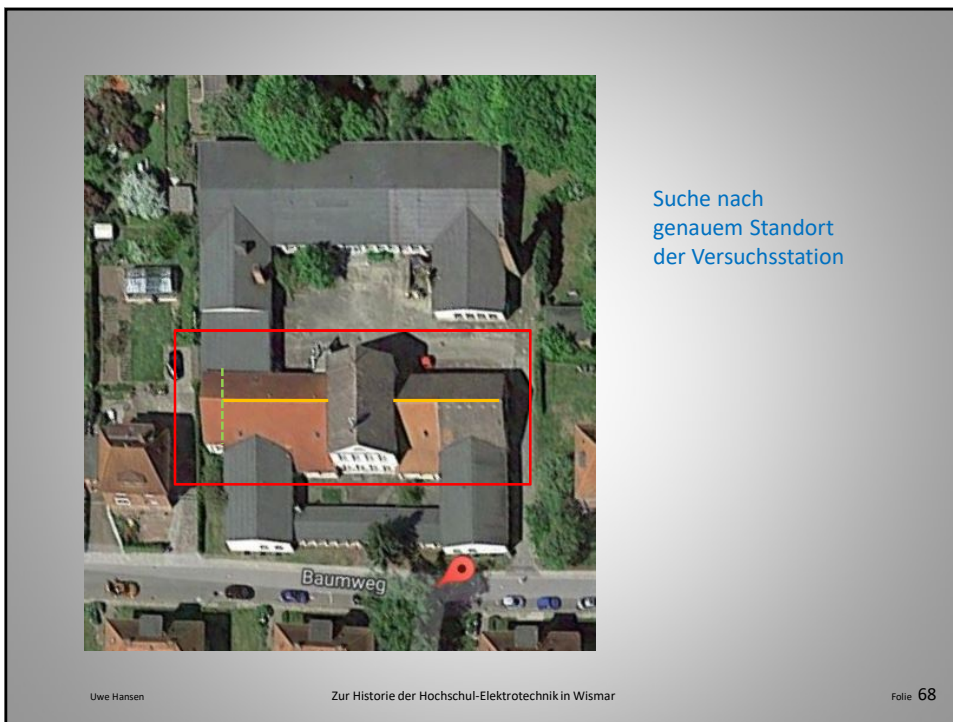 Suche nach
genauem Standort
der Versuchsstation
Baumweg
Uwe Hansen
Zur Historie der Hochschul-Elektrotechnik in Wismar
Folie 68